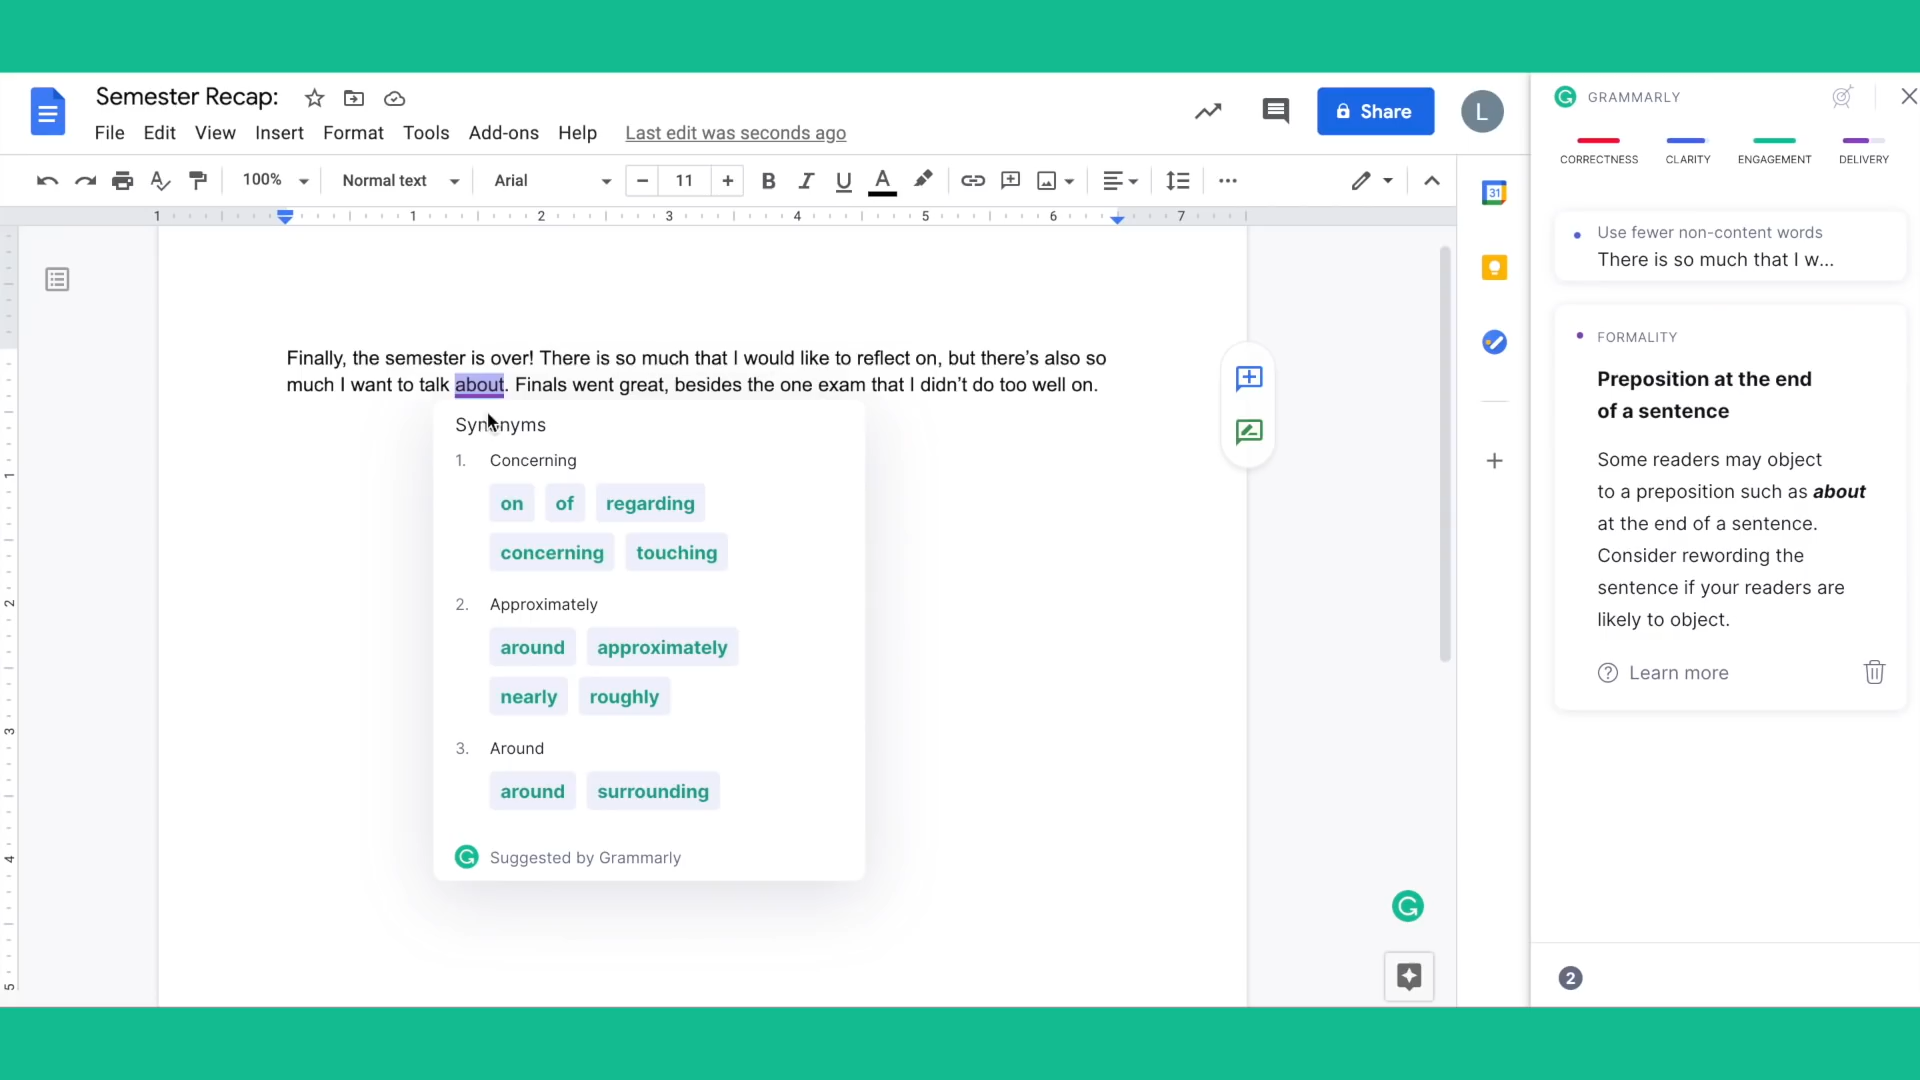 Semester Recap:
File Edit View Insert Format Tools Add-ons Help Last edit was seconds ago
Share
L
100% Normal text Arial 11 B I U A
1 1 2 3 4 5 6 7
31
Finally, the semester is over! There is so much that I would like to reflect on, but there’s also so
much I want to talk about. Finals went great, besides the one exam that I didn’t do too well on.
Synonyms
1. Concerning
on of regarding
concerning touching
2. Approximately
around approximately
nearly roughly
3. Around
around surrounding
Suggested by Grammarly
1
2
3
4
5
GRAMMARLY
CORRECTNESS CLARITY ENGAGEMENT DELIVERY
Use fewer non-content words
There is so much that I w...
FORMALITY
Preposition at the end
of a sentence
Some readers may object
to a preposition such as about
at the end of a sentence.
Consider rewording the
sentence if your readers are
likely to object.
Learn more
2